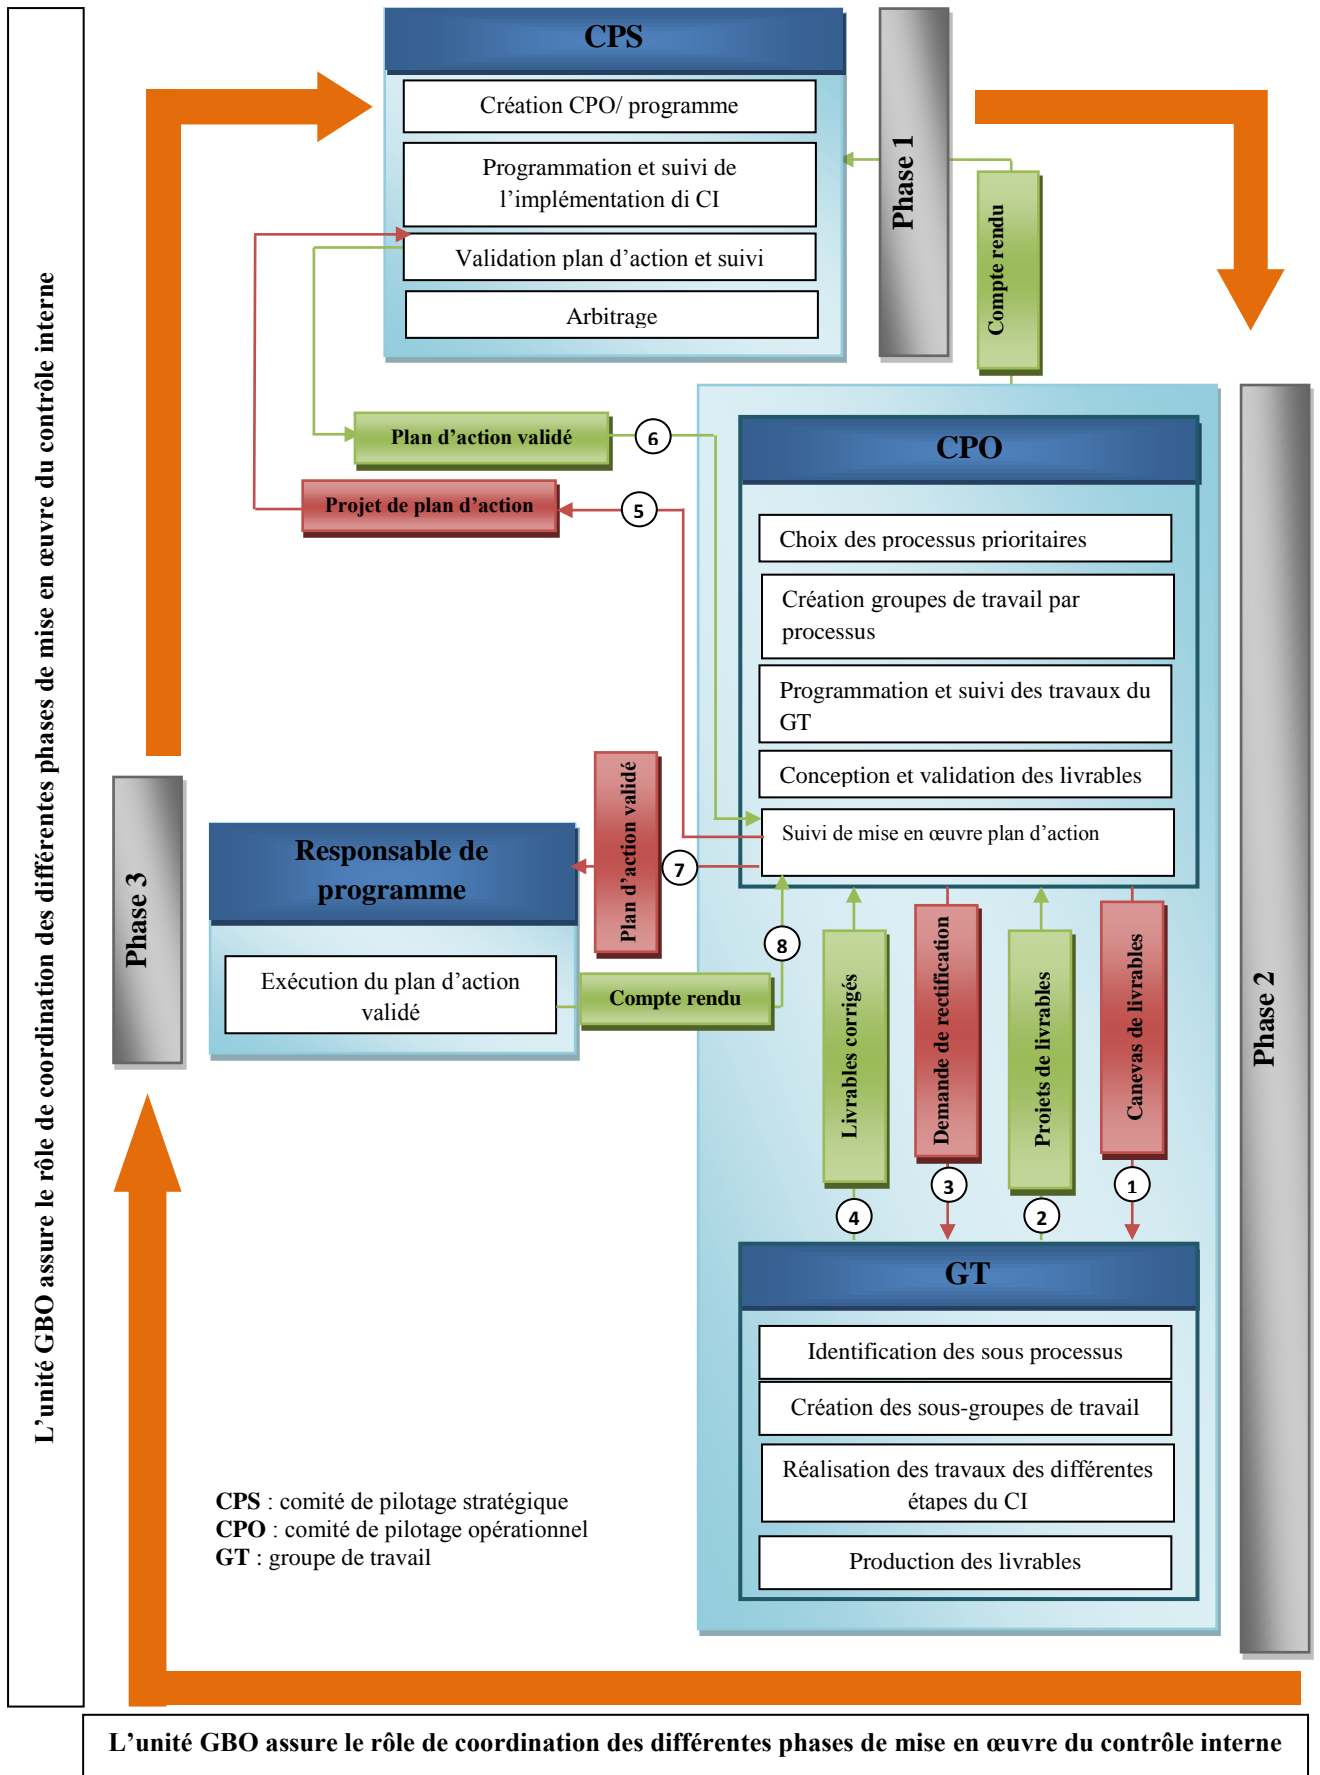 L'unité GBO assure le rôle de coordination des différentes phases de mise en œuvre du contrôle interne
CPS
Création CPO/ programme
Programmation et suivi de
l'implémentation di CI
Validation plan d'action et suivi
Arbitrage
Phase 1
Compte rendu
Plan d'action validé
6
Projet de plan d'action
5
CPO
Choix des processus prioritaires
Création groupes de travail par
processus
Programmation et suivi des travaux du
GT
Conception et validation des livrables
Suivi de mise en œuvre plan d'action
Phase 2
Phase 3
Responsable de
programme
Exécution du plan d'action
validé
Plan d'action validé
7
Compte rendu
8
Livrables corrigés
4
Demande de rectification
3
Projets de livrables
2
Canevas de livrables
1
GT
Identification des sous processus
Création des sous-groupes de travail
Réalisation des travaux des différentes
étapes du CI
Production des livrables
CPS : comité de pilotage stratégique
CPO : comité de pilotage opérationnel
GT : groupe de travail
L'unité GBO assure le rôle de coordination des différentes phases de mise en œuvre du contrôle interne